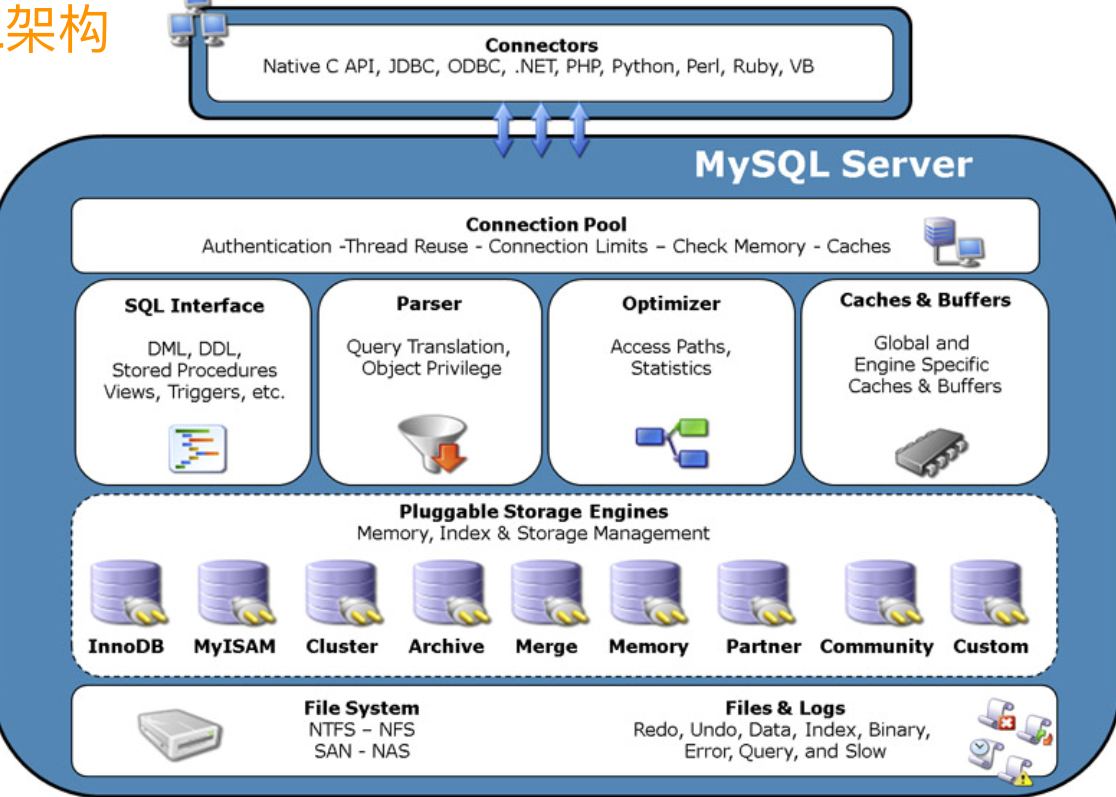 架构
Connectors
Native C API, JDBC, ODBC, .NET, PHP, Python, Perl, Ruby, VB
MySQL Server
Connection Pool
Authentication -Thread Reuse - Connection Limits – Check Memory - Caches
SQL Interface
DML, DDL,
Stored Procedures
Views, Triggers, etc.
Parser
Query Translation,
Object Privilege
Optimizer
Access Paths,
Statistics
Caches & Buffers
Global and
Engine Specific
Caches & Buffers
Pluggable Storage Engines
Memory, Index & Storage Management
InnoDB MyISAM Cluster Archive Merge Memory Partner Community Custom
File System
NTFS – NFS
SAN - NAS
Files & Logs
Redo, Undo, Data, Index, Binary,
Error, Query, and Slow